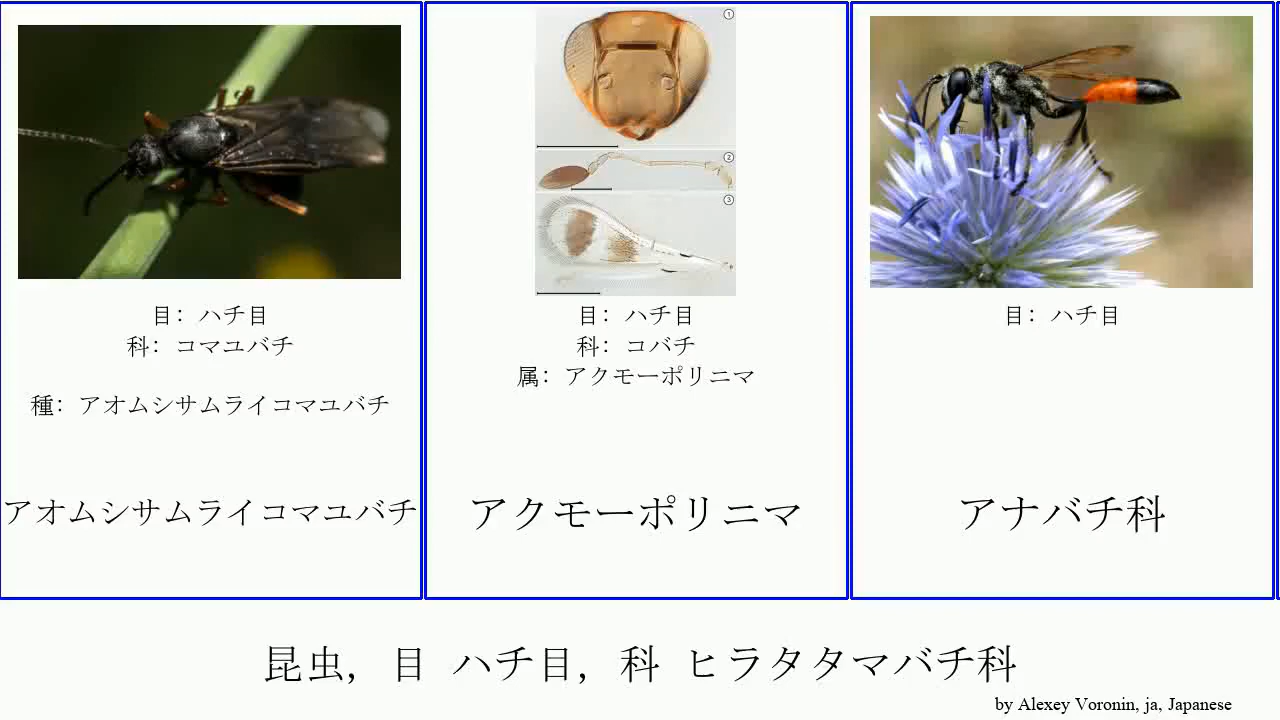 ①
②
③
目: ハチ目
科: コマユバチ
種: アオムシサムライコマユバチ
アオムシサムライコマユバチ
目: ハチ目
科: コバチ
属: アクモーポリニマ
アクモーポリニマ
目: ハチ目
アナバチ科
昆虫, 目 ハチ目, 科 ヒラタタマバチ科
by Alexey Voronin, ja, Japanese